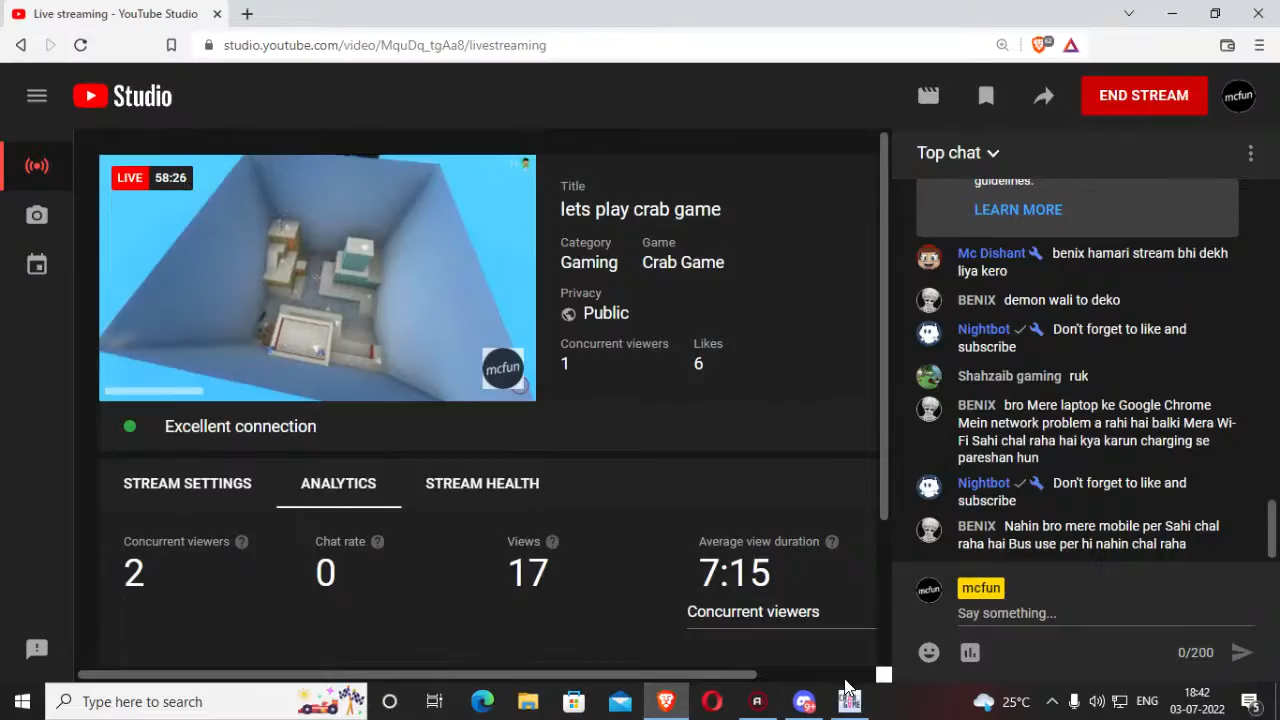 Live streaming - YouTube Studio
studio.youtube.com/video/MquDq_tgAa8/livestreaming
Studio
END STREAM
mcfun
LIVE 58:26
mcfun
Title
lets play crab game
Category
Gaming
Game
Crab Game
Privacy
Public
Concurrent viewers
1
Likes
6
Excellent connection
STREAM SETTINGS
ANALYTICS
STREAM HEALTH
Concurrent viewers
2
Chat rate
0
Views
17
Average view duration
7:15
Concurrent viewers
Top chat
guidelines.
LEARN MORE
Mc Dishant benix hamari stream bhi dekh
liya kero
BENIX demon wali to deko
Nightbot Don't forget to like and
subscribe
Shahzaib gaming ruk
BENIX bro Mere laptop ke Google Chrome
Mein network problem a rahi hai balki Mera Wi-
Fi Sahi chal raha hai kya karun charging se
pareshan hun
Nightbot Don't forget to like and
subscribe
BENIX Nahin bro mere mobile per Sahi chal
raha hai Bus use per hi nahin chal raha
mcfun
mcfun
Say something...
0/200
Type here to search
9+
25°C
ENG
18:42
03-07-2022
5